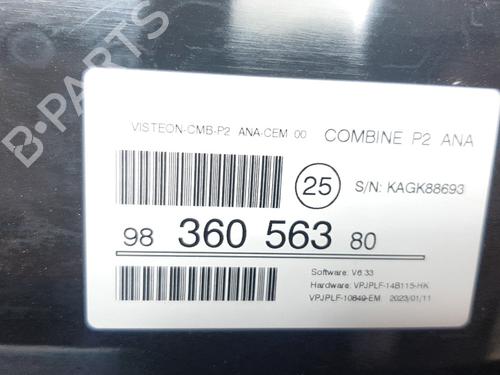 B-PARTS
VISTEON-CMB-P2 ANA-CEM 00 COMBINE P2 ANA
25 S/N: KAGK88693
98 360 563 80
Software: V6.33
Hardware: VPJPLF-14B115-HK
VPJPLF-10849-EM 2023/01/11